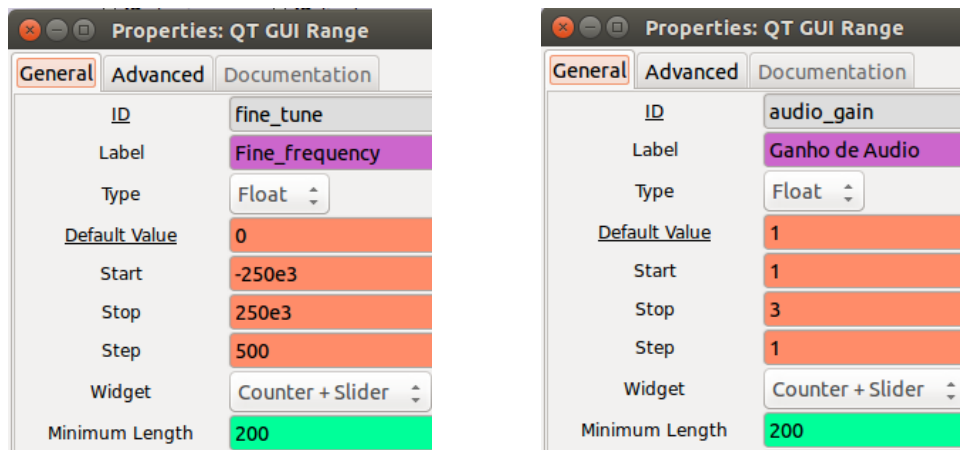 Properties: QT GUI Range
General Advanced Documentation
ID fine_tune
Label Fine_frequency
Type Float
Default Value 0
Start -250e3
Stop 250e3
Step 500
Widget Counter + Slider
Minimum Length 200
Properties: QT GUI Range
General Advanced Documentation
ID audio_gain
Label Ganho de Audio
Type Float
Default Value 1
Start 1
Stop 3
Step 1
Widget Counter + Slider
Minimum Length 200